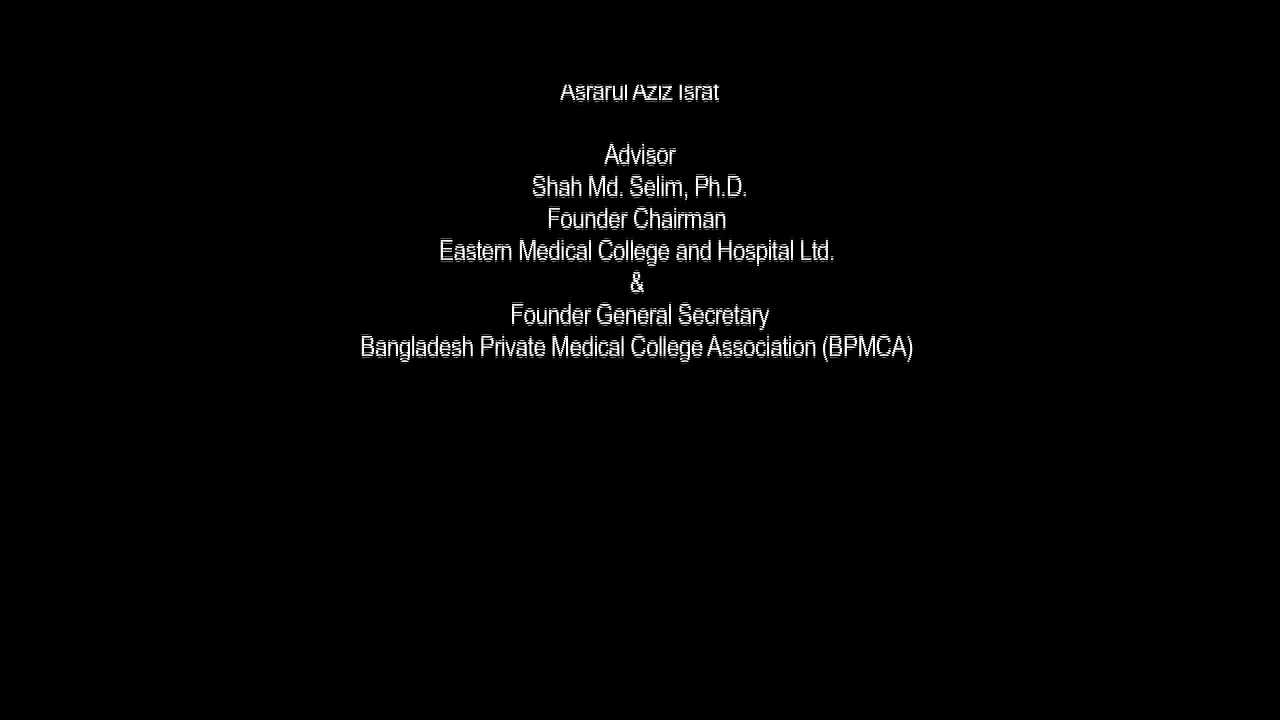 Asrarul Aziz Israt
Advisor
Shah Md. Selim, Ph.D.
Founder Chairman
Eastern Medical College and Hospital Ltd.
&
Founder General Secretary
Bangladesh Private Medical College Association (BPMCA)